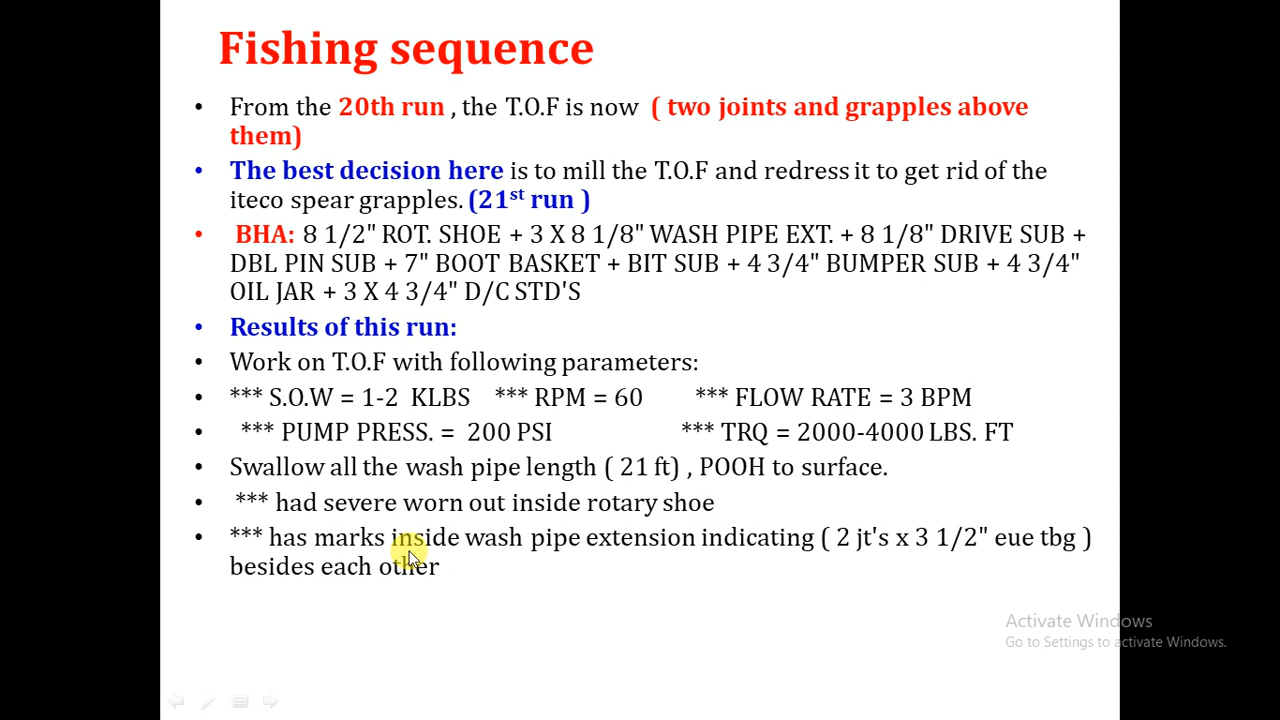 Fishing sequence
• From the 20th run , the T.O.F is now ( two joints and grapples above
them)
• The best decision here is to mill the T.O.F and redress it to get rid of the
iteco spear grapples. (21st run )
• BHA: 8 1/2" ROT. SHOE + 3 X 8 1/8" WASH PIPE EXT. + 8 1/8" DRIVE SUB +
DBL PIN SUB + 7" BOOT BASKET + BIT SUB + 4 3/4" BUMPER SUB + 4 3/4"
OIL JAR + 3 X 4 3/4" D/C STD'S
• Results of this run:
• Work on T.O.F with following parameters:
• *** S.O.W = 1-2 KLBS *** RPM = 60 *** FLOW RATE = 3 BPM
• *** PUMP PRESS. = 200 PSI *** TRQ = 2000-4000 LBS. FT
• Swallow all the wash pipe length ( 21 ft) , POOH to surface.
• *** had severe worn out inside rotary shoe
• *** has marks inside wash pipe extension indicating ( 2 jt's x 3 1/2" eue tbg )
besides each other
Activate Windows
Go to Settings to activate Windows.